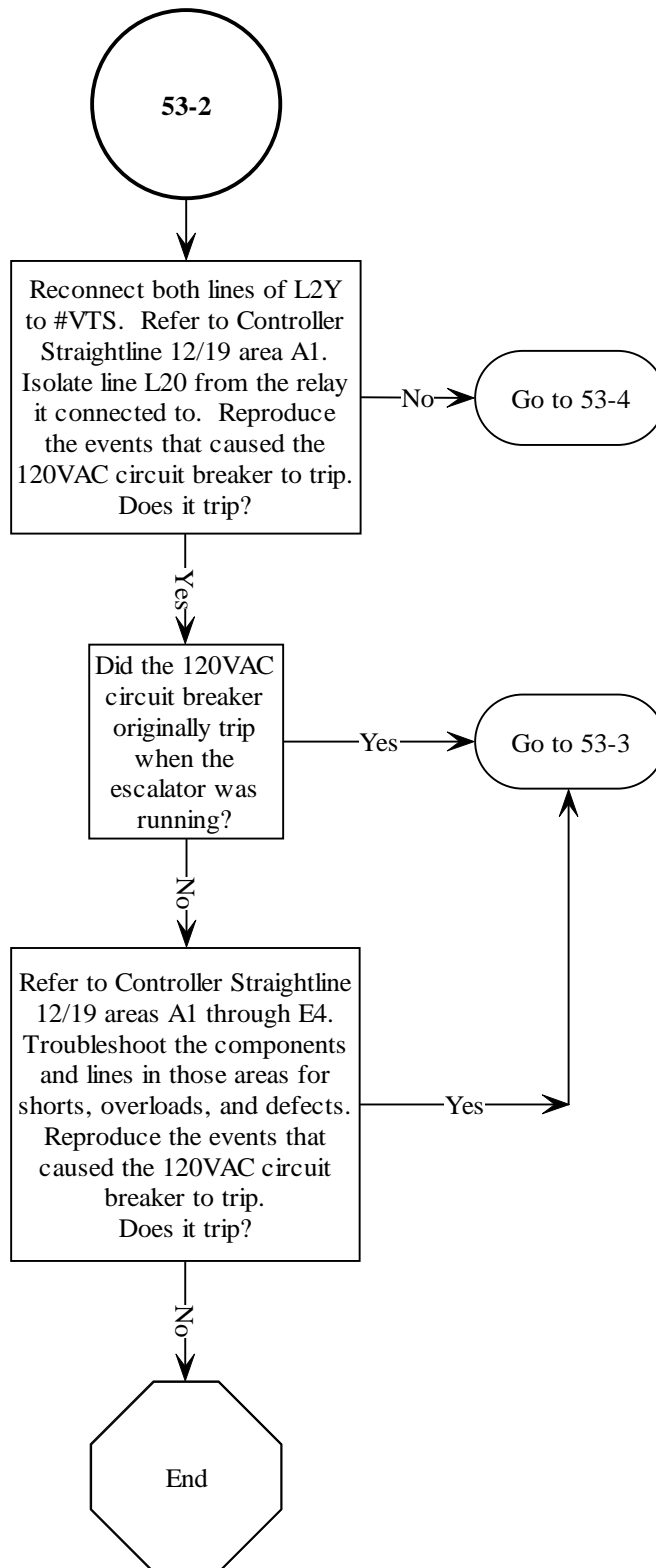 53-2
Reconnect both lines of L2Y
to #VTS. Refer to Controller
Straightline 12/19 area A1.
Isolate line L20 from the relay
it connected to. Reproduce
the events that caused the
120VAC circuit breaker to trip.
Does it trip?
No
Go to 53-4
Yes
Did the 120VAC
circuit breaker
originally trip
when the
escalator was
running?
Yes
Go to 53-3
No
Refer to Controller Straightline
12/19 areas A1 through E4.
Troubleshoot the components
and lines in those areas for
shorts, overloads, and defects.
Reproduce the events that
caused the 120VAC circuit
breaker to trip.
Does it trip?
Yes
No
End